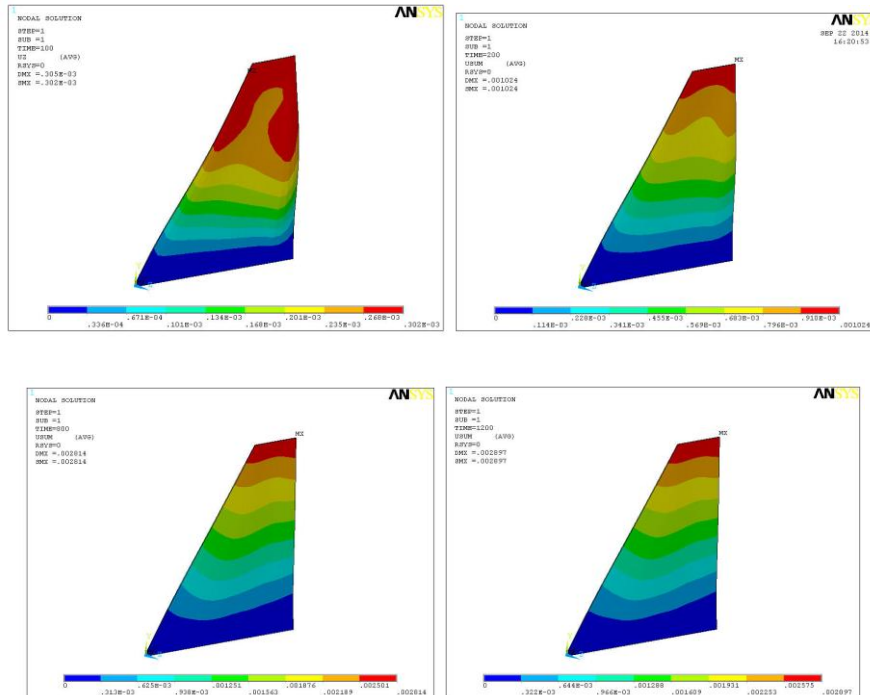 1
ANSYS
NODAL SOLUTION
STEP=1
SUB =1
TIME=100
UZ (AVG)
RSYS=0
DMX =.305E-03
SMX =.302E-03
MX
0 .671E-04 .134E-03 .201E-03 .268E-03
.336E-04 .101E-03 .168E-03 .235E-03 .302E-03
1
ANSYS
NODAL SOLUTION
SEP 22 2014
16:20:53
STEP=1
SUB =1
TIME=200
USUM (AVG)
RSYS=0
DMX =.001024
SMX =.001024
MX
0 .228E-03 .455E-03 .683E-03 .910E-03
.114E-03 .341E-03 .569E-03 .796E-03 .001024
1
ANSYS
NODAL SOLUTION
STEP=1
SUB =1
TIME=800
USUM (AVG)
RSYS=0
DMX =.002814
SMX =.002814
MX
0 .625E-03 .001251 .001876 .002501
.313E-03 .938E-03 .001563 .002189 .002814
1
ANSYS
NODAL SOLUTION
STEP=1
SUB =1
TIME=1200
USUM (AVG)
RSYS=0
DMX =.002897
SMX =.002897
MX
0 .644E-03 .001288 .001931 .002575
.322E-03 .966E-03 .001609 .002253 .002897